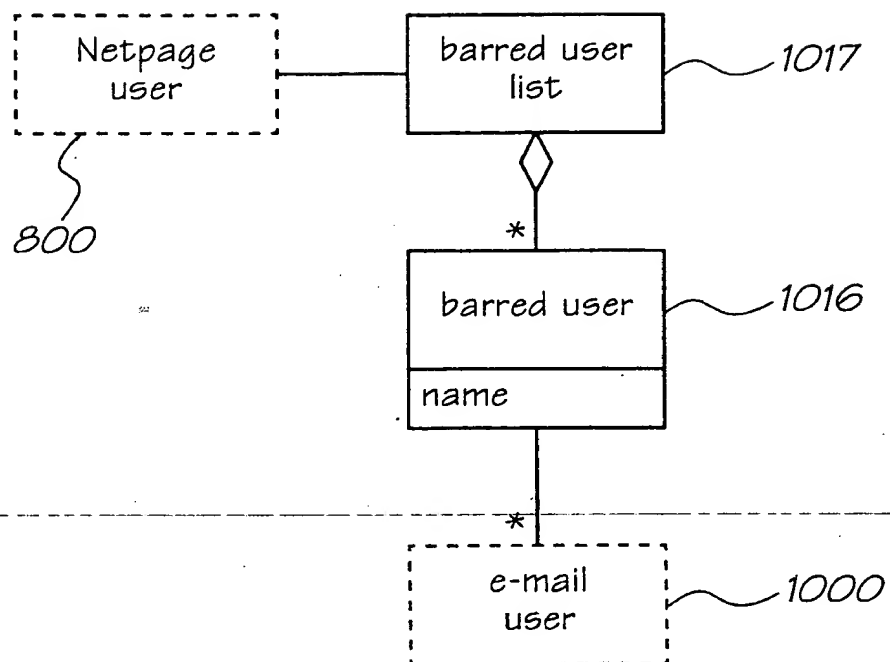 Netpage
user
barred user
list
1017
800
*
barred user
1016
name
*
e-mail
user
1000